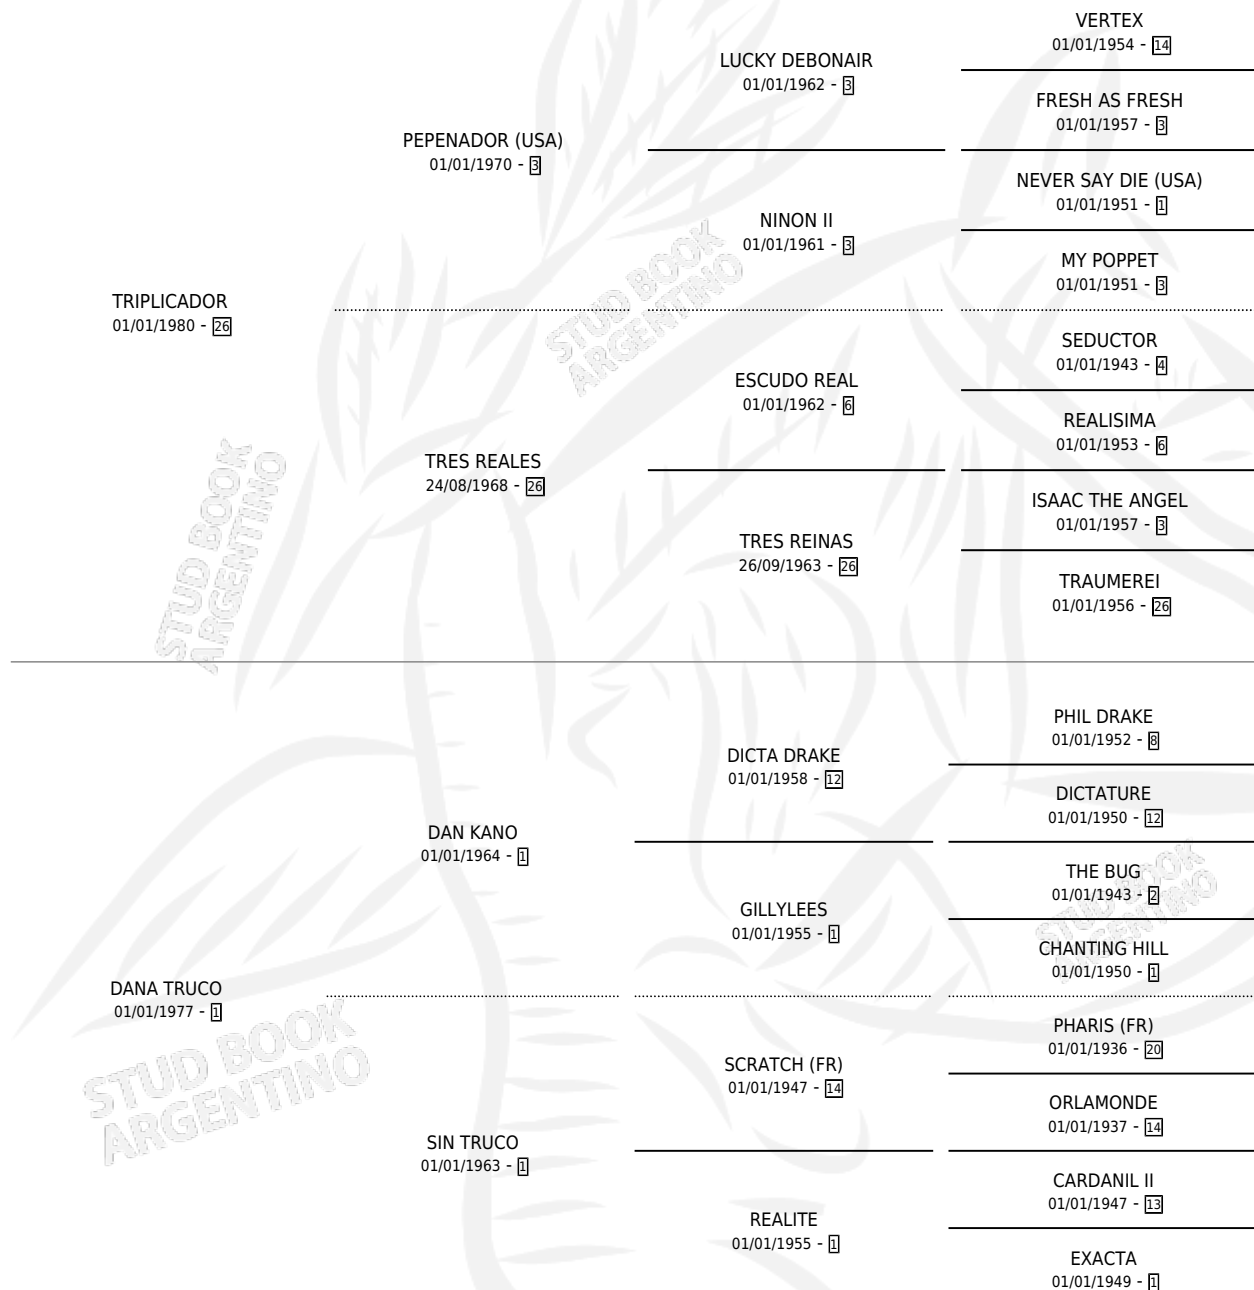 VERTEX
01/01/1954 - 14
LUCKY DEBONAIR
01/01/1962 - 3
FRESH AS FRESH
01/01/1957 - 3
PEPENADOR (USA)
01/01/1970 - 3
NEVER SAY DIE (USA)
01/01/1951 - 1
NINON II
01/01/1961 - 3
MY POPPET
01/01/1951 - 3
TRIPLICADOR
01/01/1980 - 26
SEDUCTOR
01/01/1943 - 4
ESCUDO REAL
01/01/1962 - 6
REALISIMA
01/01/1953 - 6
TRES REALES
24/08/1968 - 26
ISAAC THE ANGEL
01/01/1957 - 3
TRES REINAS
26/09/1963 - 26
TRAUMEREI
01/01/1956 - 26
PHIL DRAKE
01/01/1952 - 8
DICTA DRAKE
01/01/1958 - 12
DICTATURE
01/01/1950 - 12
DAN KANO
01/01/1964 - 1
THE BUG
01/01/1943 - 2
GILLYLEES
01/01/1955 - 1
CHANTING HILL
01/01/1950 - 1
DANA TRUCO
01/01/1977 - 1
PHARIS (FR)
01/01/1936 - 20
SCRATCH (FR)
01/01/1947 - 14
ORLAMONDE
01/01/1937 - 14
SIN TRUCO
01/01/1963 - 1
CARDANIL II
01/01/1947 - 13
REALITE
01/01/1955 - 1
EXACTA
01/01/1949 - 1
STUD BOOK
ARGENTINO
STUD BOOK
ARGENTINO
STUD BOOK
ARGENTINO
STUD BOOK
ARGENTINO